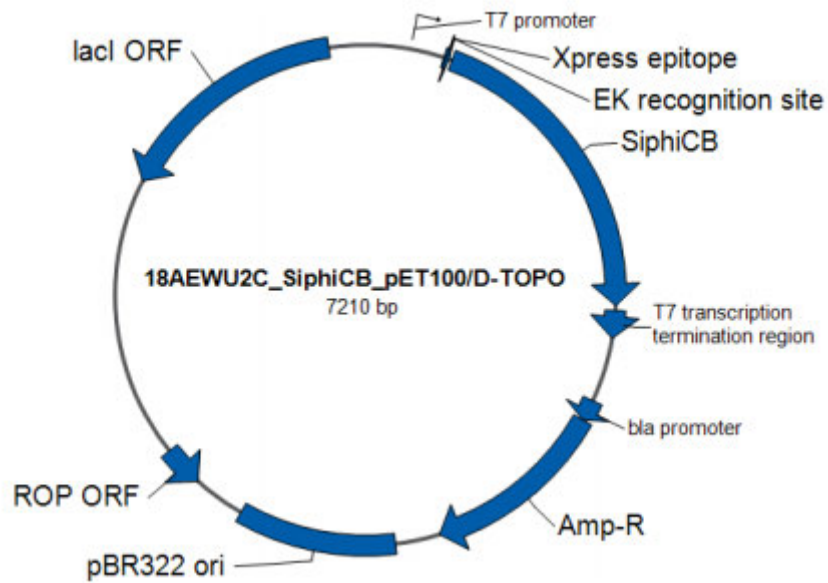 T7 promoter
lacI ORF
Xpress epitope
EK recognition site
SiphiCB
18AEWU2C_SiphiCB_pET100/D-TOPO
7210 bp
T7 transcription
termination region
bla promoter
ROP ORF
Amp-R
pBR322 ori